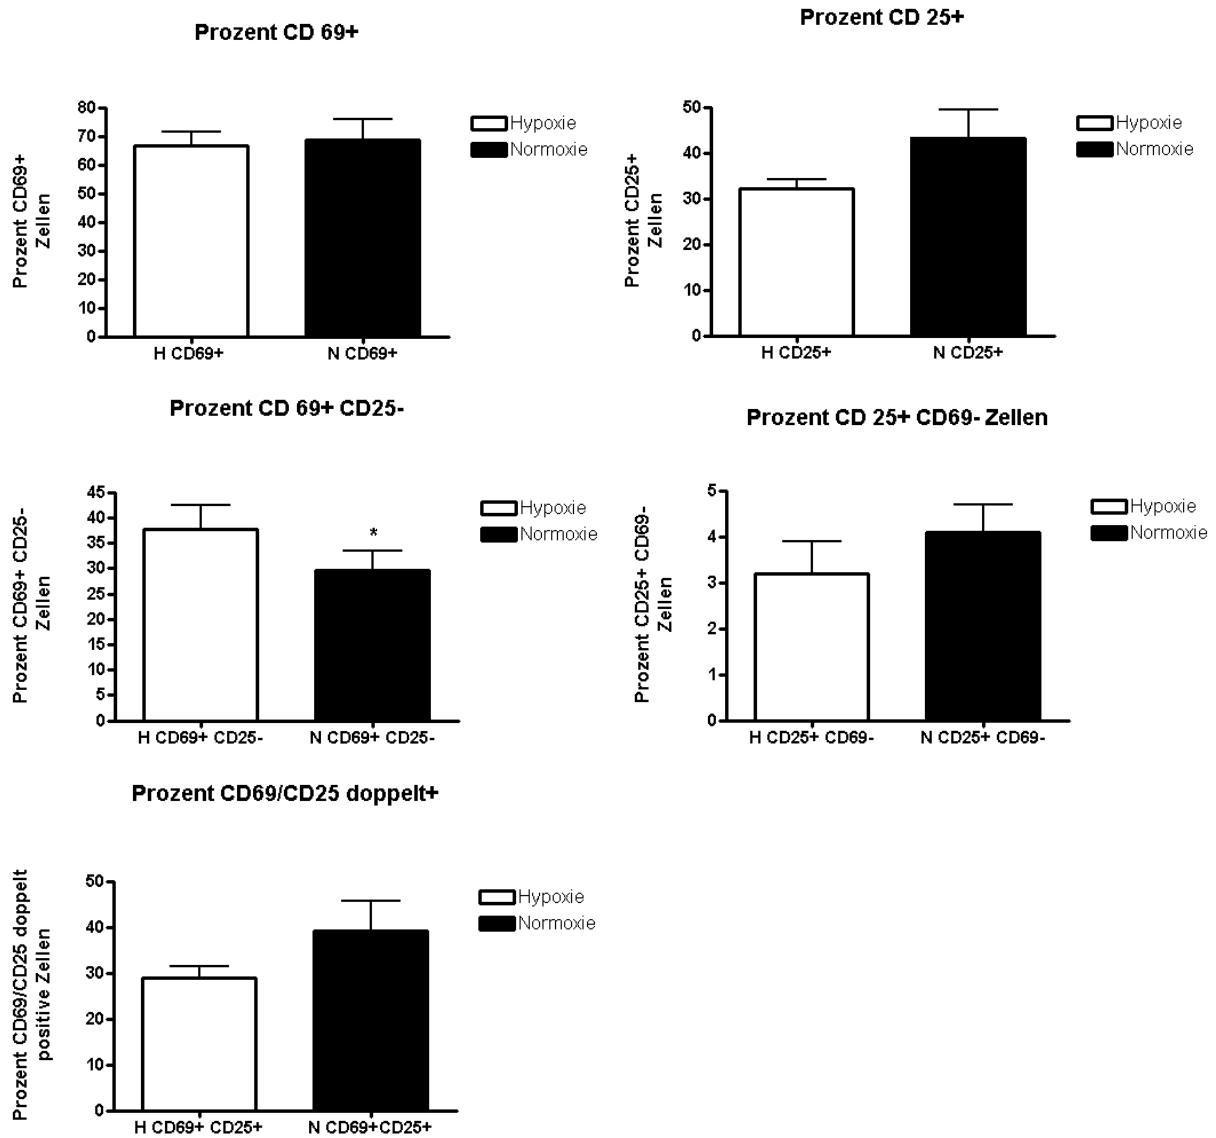 Prozent CD 69+
Prozent CD69+
Zellen
80
70
60
50
40
30
20
10
0
H CD69+
N CD69+
Hypoxie
Normoxie
Prozent CD 25+
Prozent CD25+
Zellen
50
40
30
20
10
0
H CD25+
N CD25+
Hypoxie
Normoxie
Prozent CD 69+ CD25-
Prozent CD69+ CD25-
Zellen
45
40
35
30
25
20
15
10
5
0
*
H CD69+ CD25-
N CD69+ CD25-
Hypoxie
Normoxie
Prozent CD 25+ CD69- Zellen
Prozent CD25+ CD69-
Zellen
5
4
3
2
1
0
H CD25+ CD69-
N CD25+ CD69-
Hypoxie
Normoxie
Prozent CD69/CD25 doppelt+
Prozent CD69/CD25 doppelt
positive Zellen
50
40
30
20
10
0
H CD69+ CD25+
N CD69+CD25+
Hypoxie
Normoxie